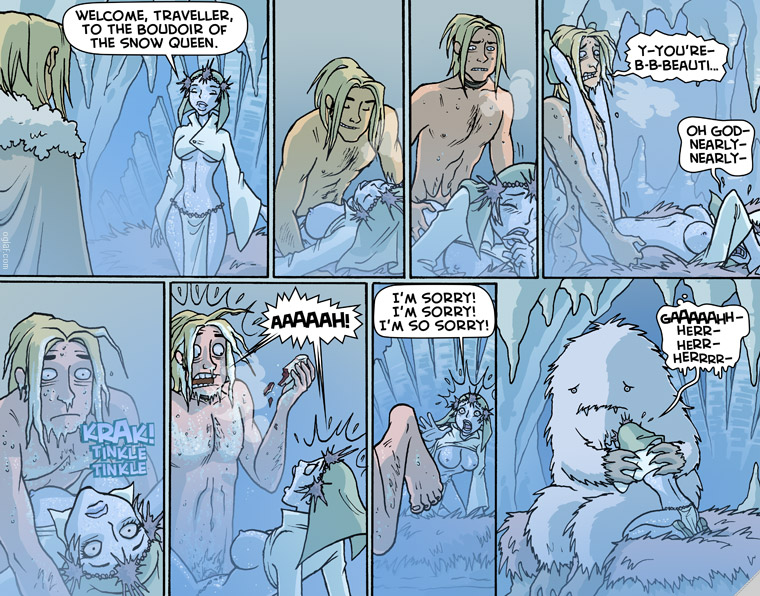 WELCOME, TRAVELLER,
TO THE BOUDOIR OF
THE SNOW QUEEN.
Y-YOU'RE-
B-B-BEAUTI...
OH GOD-
NEARLY-
NEARLY-
KRAK!
TINKLE
TINKLE
AAAAAH!
I'M SORRY!
I'M SORRY!
I'M SO SORRY!
GAAAAAHH-
HERR-
HERR-
HERRRR-
oglaf.com